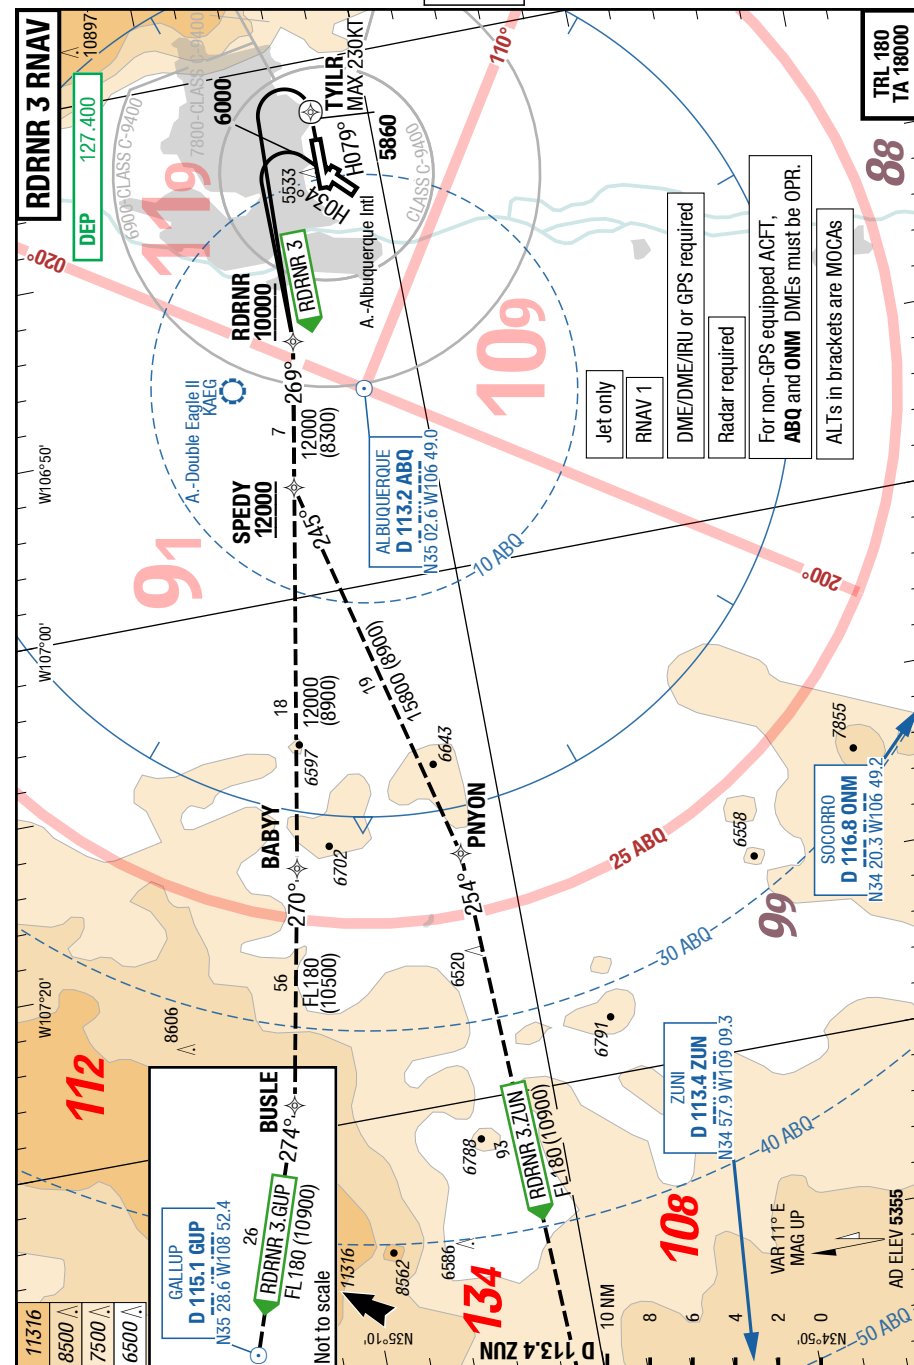 RDRNR 3 RNAV
DEP 127.400
TRL 180
TA 18000
10897
6900-CLASS C-9400
7800-CLASS C-9400
CLASS C-9400
6000
TYILR
MAX 230KT
H079°
H034°
5860
5533
A.-Albuquerque Intl
110°
020°
200°
119
109
91
88
99
112
134
108
RDRNR
10000
RDRNR 3
269°
7
12000
(8300)
A.-Double Eagle II
KAEG
SPEDY
12000
245°
ALBUQUERQUE
D 113.2 ABQ
N35 02.6 W106 49.0
10 ABQ
Jet only
RNAV 1
DME/DME/IRU or GPS required
Radar required
For non-GPS equipped ACFT,
ABQ and ONM DMEs must be OPR.
ALTs in brackets are MOCAs
W106°50'
W107°00'
W107°20'
18
12000
(8900)
19
15800 (8900)
6597
6643
6702
BABYY
PNYON
270°
254°
56
FL180
(10500)
6520
25 ABQ
30 ABQ
40 ABQ
50 ABQ
7855
6558
SOCORRO
D 116.8 ONM
N34 20.3 W106 49.2
6791
8606
ZUNI
D 113.4 ZUN
N34 57.9 W109 09.3
BUSLE
274°
26
RDRNR 3.GUP
FL 180 (10900)
GALLUP
D 115.1 GUP
N35 28.6 W108 52.4
Not to scale
6788
93
RDRNR 3.ZUN
FL180 (10900)
11316
8562
6586
D 113.4 ZUN
N35°10'
N34°50'
10 NM
8
6
4
2
0
VAR 11° E
MAG UP
AD ELEV 5355
11316
8500
7500
6500